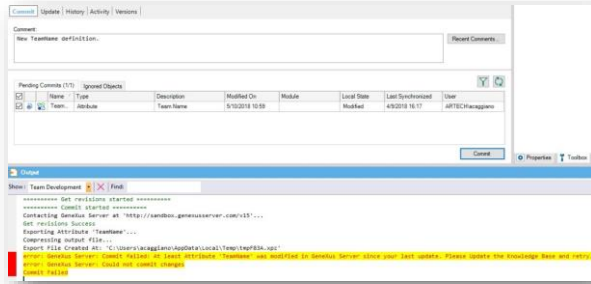 Commit Update History Activity Versions
Comment:
New TeamName definition.
Recent Comments...
Pending Commits (1/1) Ignored Objects
Name Type Description Modified On Module Local State Last Synchronized User
Team... Attribute Team Name 5/10/2018 10:59 Modified 4/9/2018 16:17 ARTECH\acaggiano
Commit
Properties Toolbox
Output
Show: Team Development Find:
========== Get revisions started ==========
========== Commit started ==========
Contacting GeneXus Server at 'http://sandbox.genexusserver.com/v15'...
Get revisions Success
Exporting Attribute 'TeamName'...
Compressing output file...
Export File Created At: 'C:\Users\acaggiano\AppData\Local\Temp\tmpFB3A.xpz'
error: GeneXus Server: Commit Failed: At least Attribute 'TeamName' was modified in GeneXus Server since your last update. Please Update the Knowledge Base and retry
error: GeneXus Server: Could not commit changes
Commit Failed